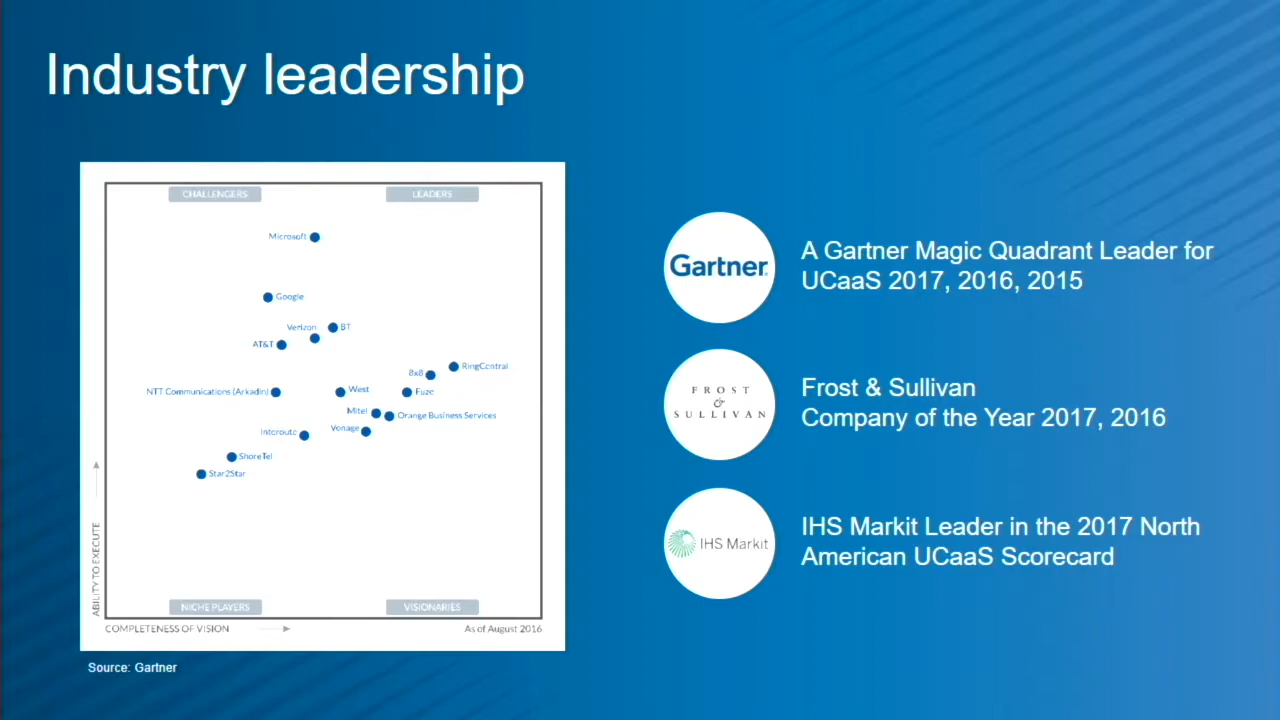 Industry leadership
CHALLENGERS
LEADERS
Microsoft
Google
Verizon
BT
AT&T
8x8
RingCentral
NTT Communications (Arkadin)
West
Fuze
Mitel
Orange Business Services
Interoute
Vonage
ShoreTel
Star2Star
ABILITY TO EXECUTE
NICHE PLAYERS
VISIONARIES
COMPLETENESS OF VISION
As of August 2016
Source: Gartner
Gartner
A Gartner Magic Quadrant Leader for
UCaaS 2017, 2016, 2015
FROST
&
SULLIVAN
Frost & Sullivan
Company of the Year 2017, 2016
IHS Markit
IHS Markit Leader in the 2017 North
American UCaaS Scorecard